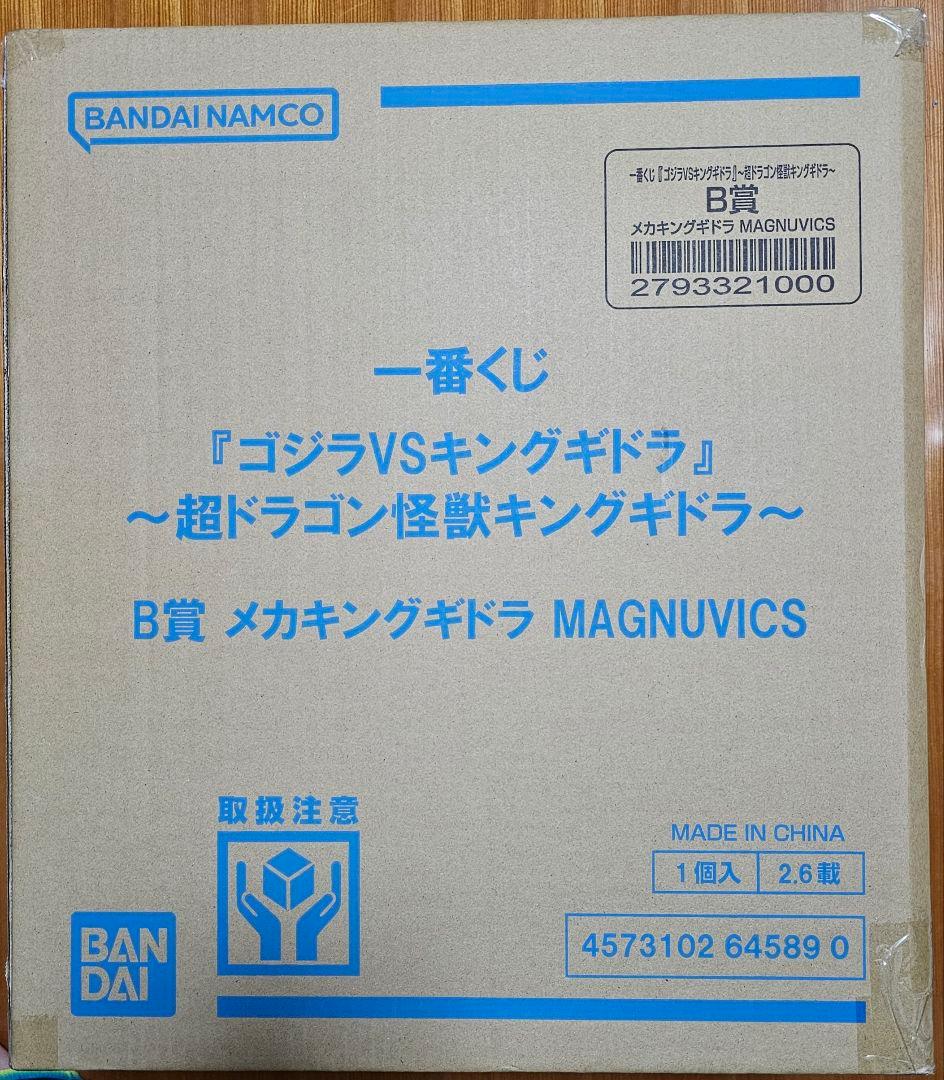 BANDAI NAMCO
一番くじ『ゴジラVSキングギドラ』～超ドラゴン怪獣キングギドラ～
B賞
メカキングギドラ MAGNUVICS
2793321000
一番くじ
『ゴジラVSキングギドラ』
～超ドラゴン怪獣キングギドラ～
B賞 メカキングギドラ MAGNUVICS
取扱注意
MADE IN CHINA
1個入 2.6載
4573102 64589 0
BAN
DAI